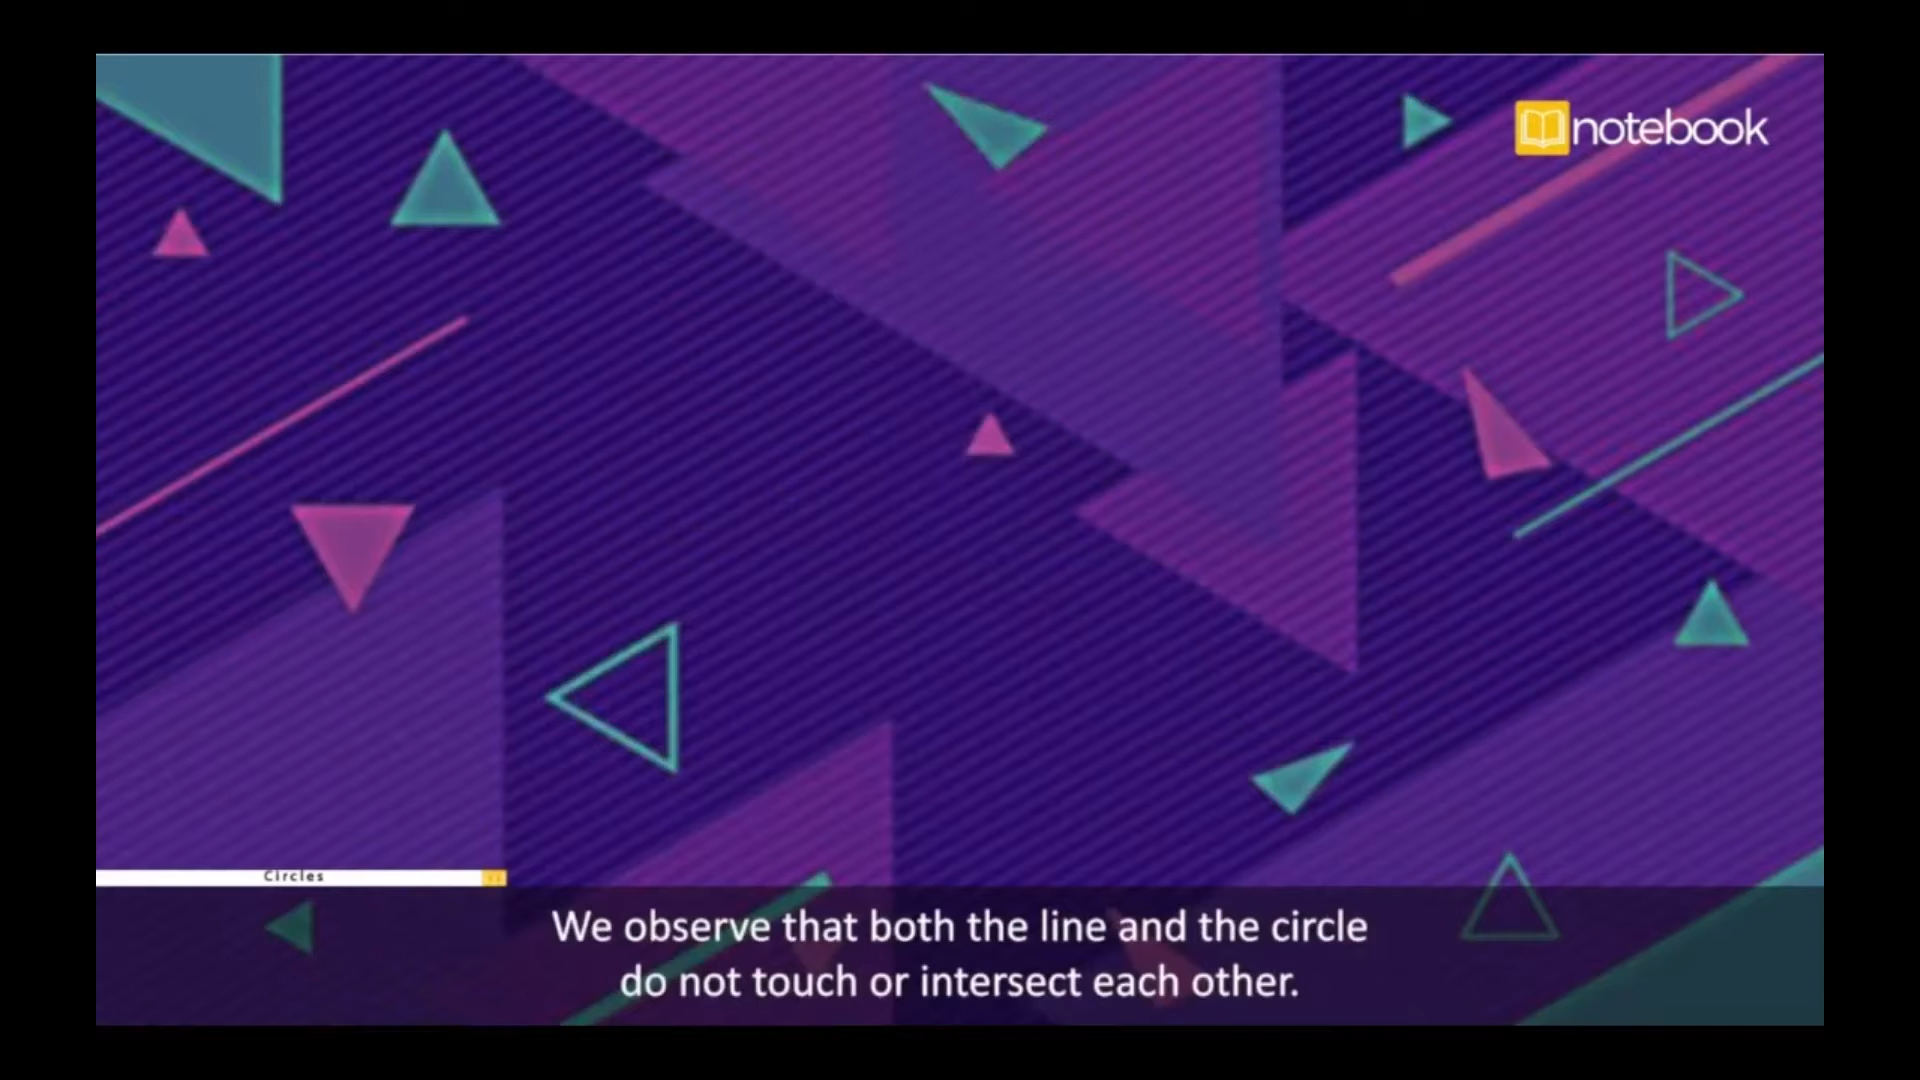 notebook
Circles
We observe that both the line and the circle
do not touch or intersect each other.